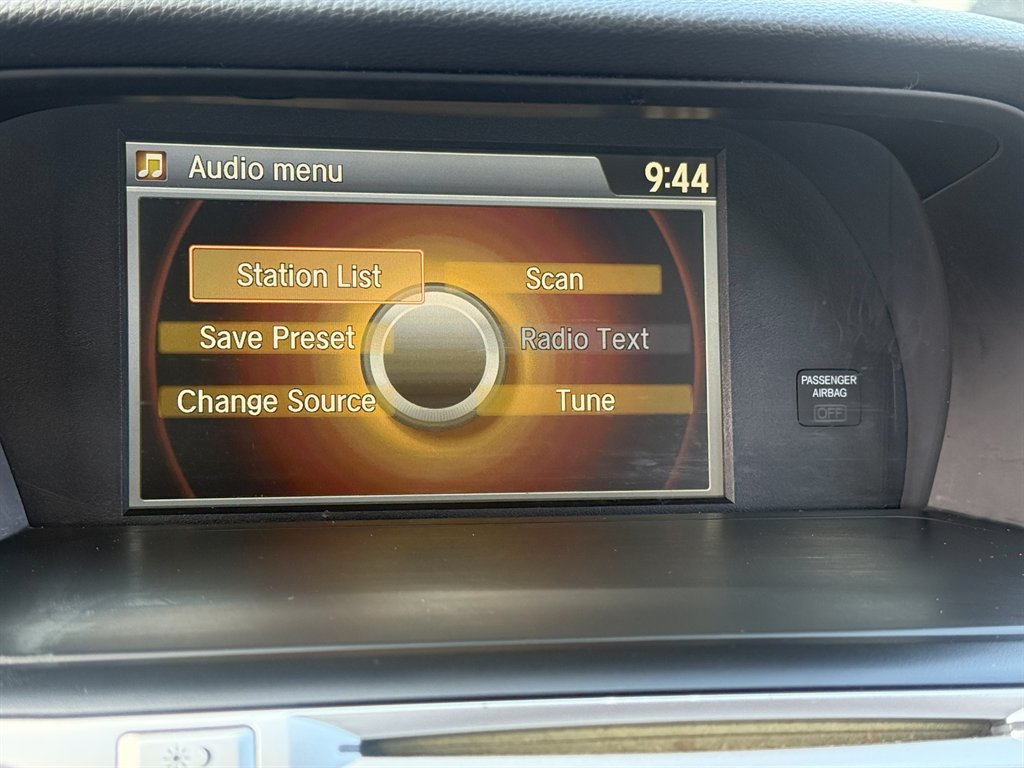 Audio menu
9:44
Station List
Scan
Save Preset
Radio Text
Change Source
Tune
PASSENGER
AIRBAG
OFF